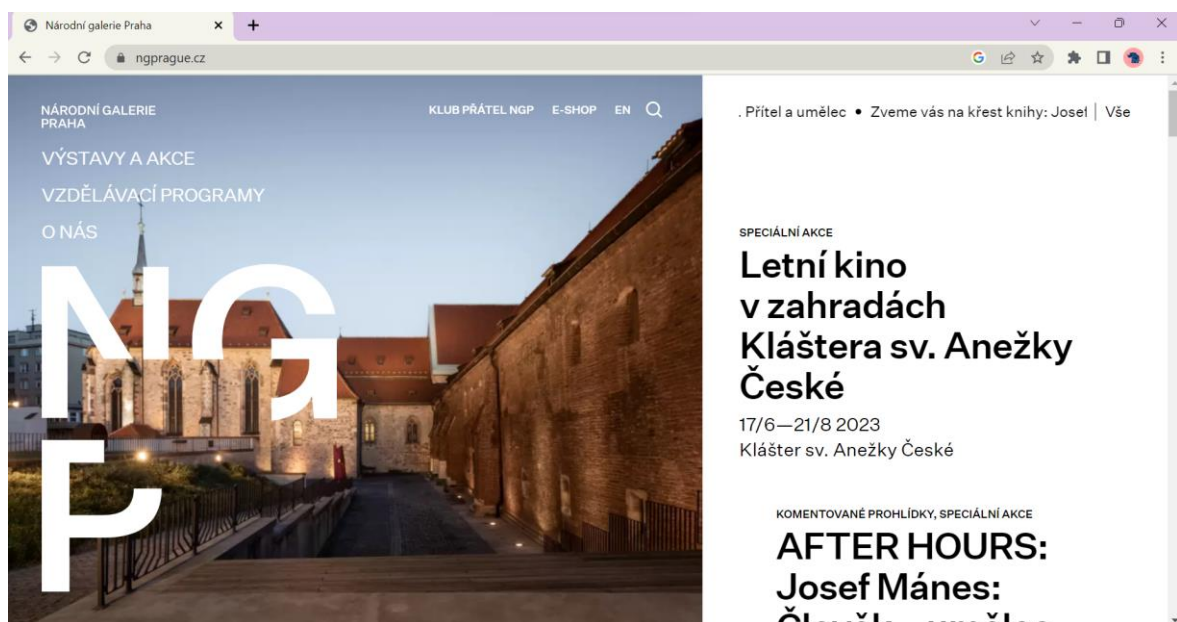 Národní galerie Praha
ngprague.cz
NÁRODNÍ GALERIE
PRAHA
KLUB PŘÁTEL NGP E-SHOP EN
VÝSTAVY A AKCE
VZDĚLÁVACÍ PROGRAMY
O NÁS
NG
P
. Přítel a umělec • Zveme vás na křest knihy: Josef | Vše
SPECIÁLNÍ AKCE
Letní kino
v zahradách
Kláštera sv. Anežky
České
17/6—21/8 2023
Klášter sv. Anežky České
KOMENTOVANÉ PROHLÍDKY, SPECIÁLNÍ AKCE
AFTER HOURS:
Josef Mánes: